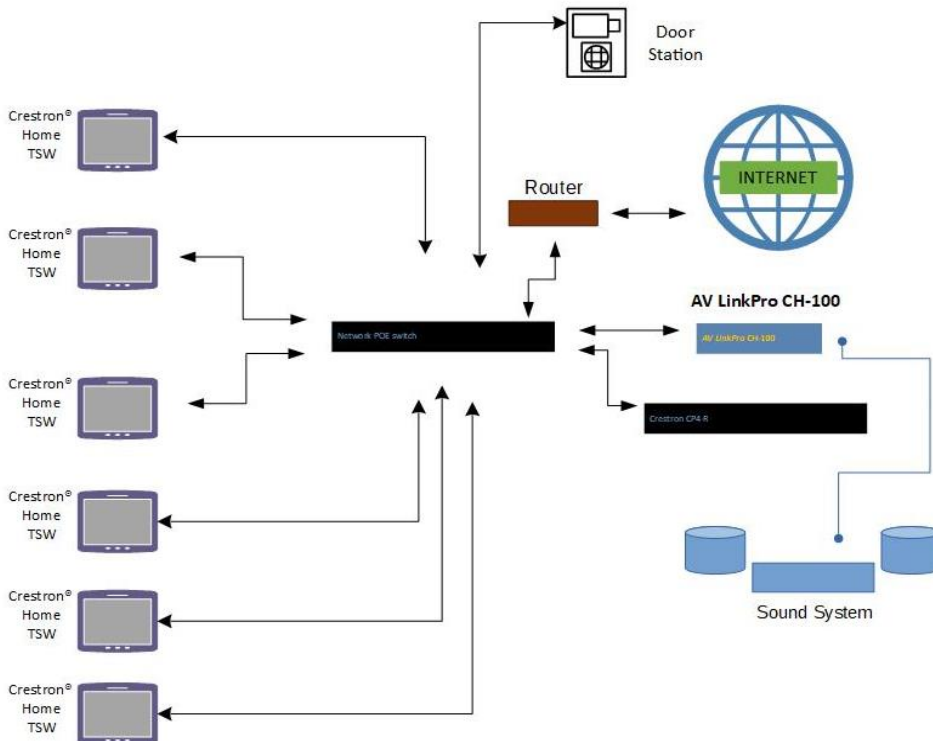 Door
Station
Crestron®
Home
TSW
INTERNET
Router
Crestron®
Home
TSW
AV LinkPro CH-100
Network POE switch
AV LinkPro CH-100
Crestron®
Home
TSW
Crestron CP4-R
Crestron®
Home
TSW
Crestron®
Home
TSW
Sound System
Crestron®
Home
TSW